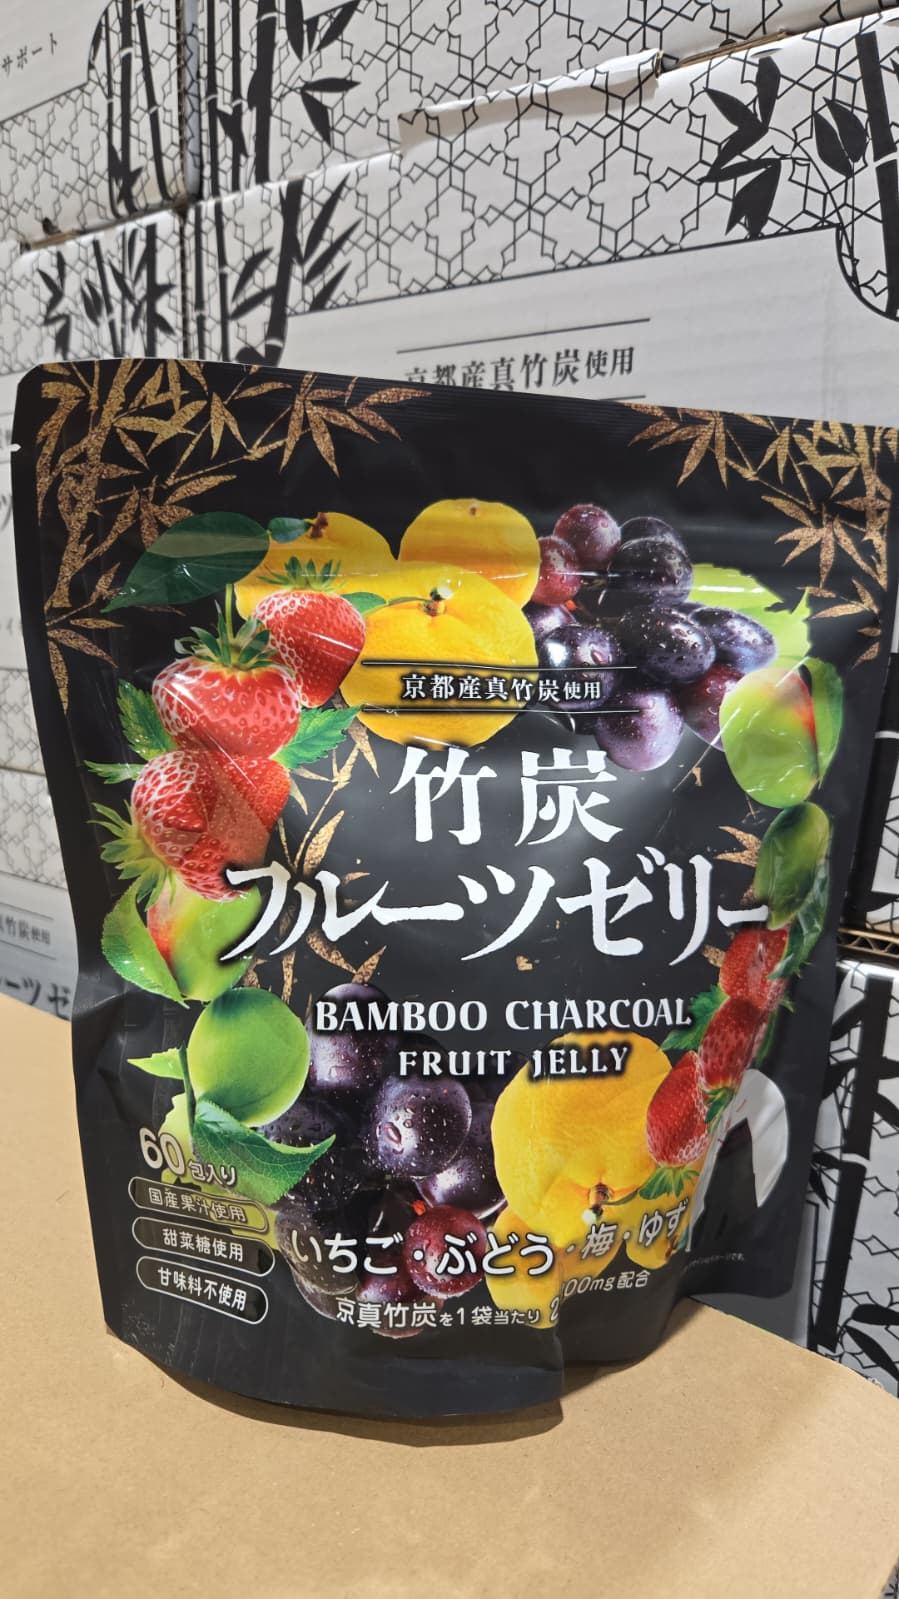 サポート
京都産真竹炭使用
京都産真竹炭使用
竹炭
フルーツゼリー
BAMBOO CHARCOAL
FRUIT JELLY
60包入り
国産果汁使用
甜菜糖使用
甘味料不使用
いちご・ぶどう・梅・ゆず
京真竹炭を1袋当たり
00mg配合
竹炭使用
ーツゼ